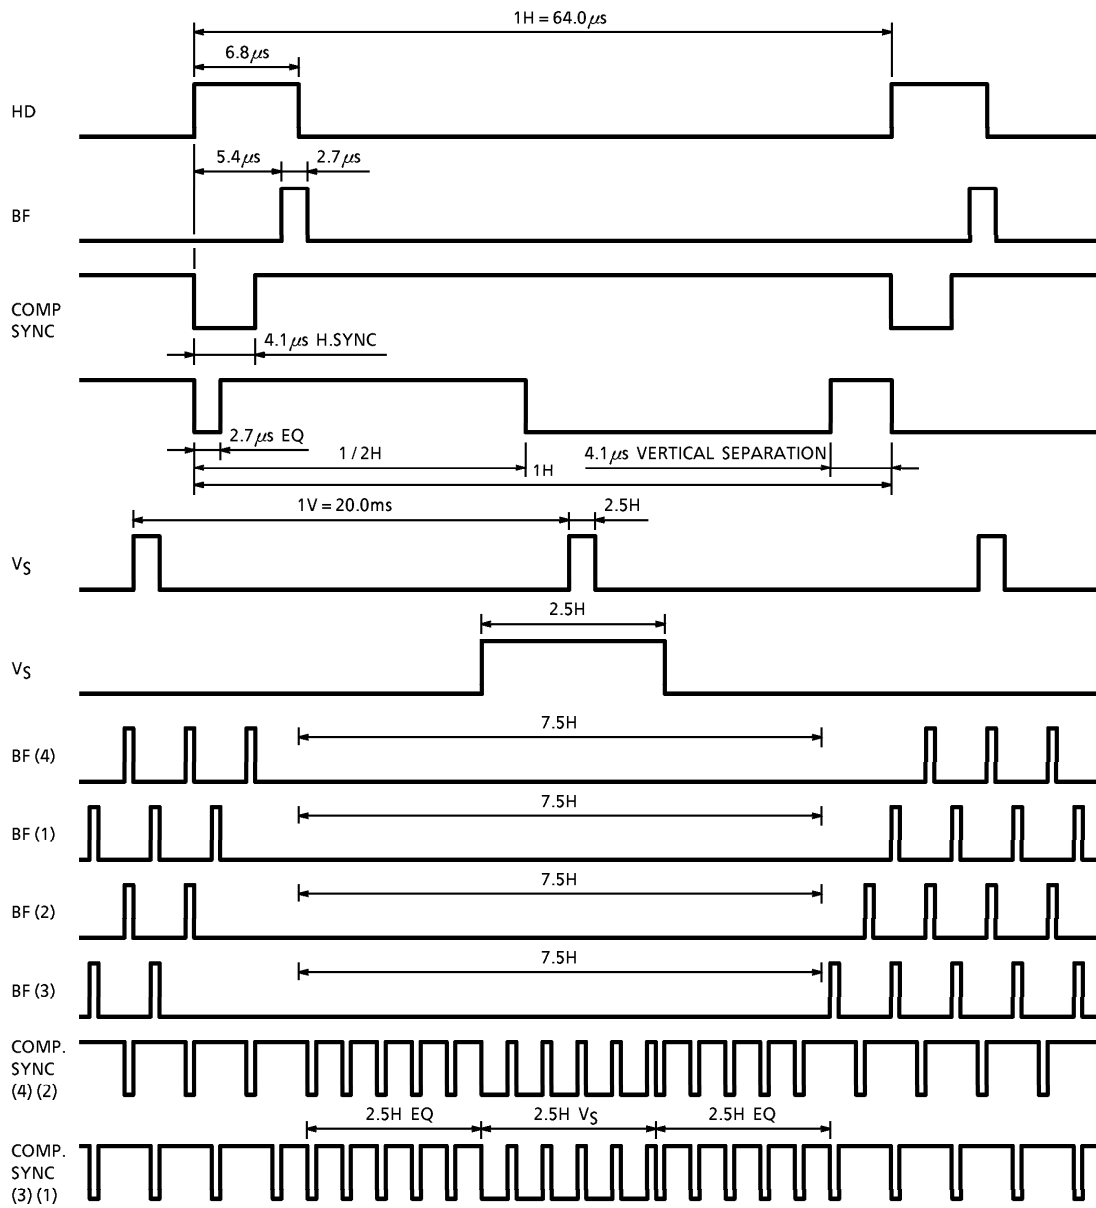 1H = 64.0μs
6.8μs
HD
5.4μs 2.7μs
BF
COMP
SYNC
4.1μs H.SYNC
2.7μs EQ
1/2H
4.1μs VERTICAL SEPARATION
1H
1V = 20.0ms
2.5H
VS
2.5H
VS
7.5H
BF (4)
7.5H
BF (1)
7.5H
BF (2)
7.5H
BF (3)
COMP.
SYNC
(4) (2)
2.5H EQ 2.5H VS 2.5H EQ
COMP.
SYNC
(3) (1)